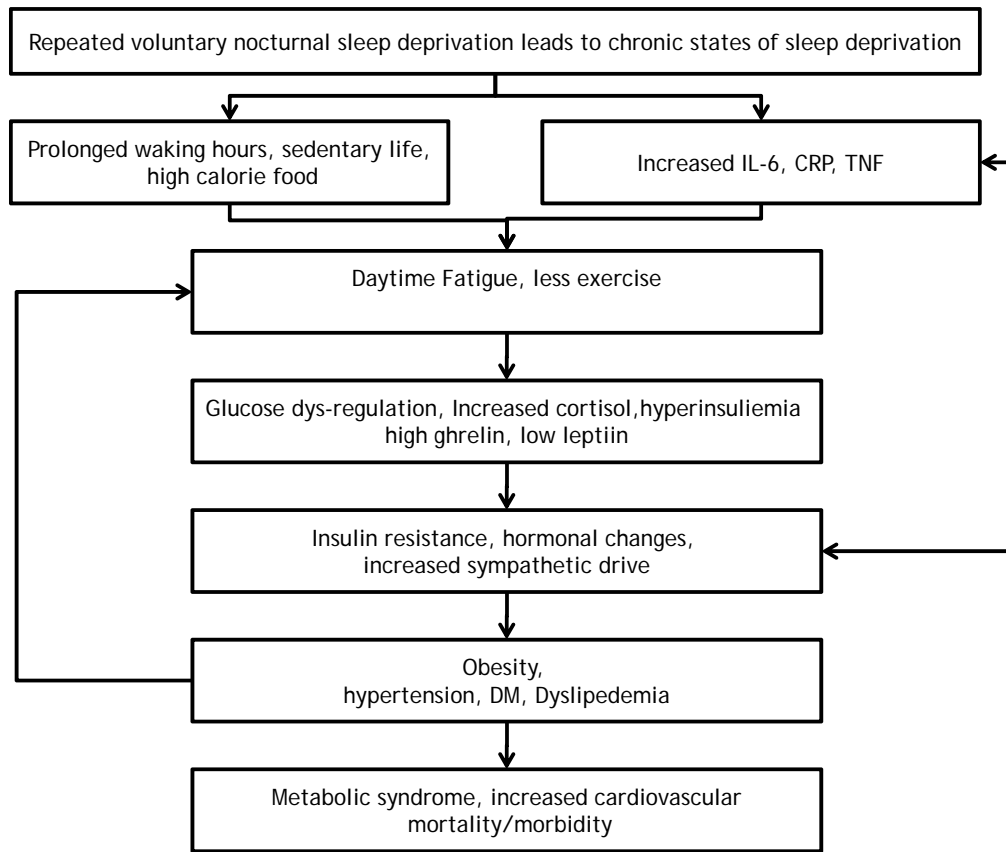 Repeated voluntary nocturnal sleep deprivation leads to chronic states of sleep deprivation
Prolonged waking hours, sedentary life,
high calorie food
Increased IL-6, CRP, TNF
Daytime Fatigue, less exercise
Glucose dys-regulation, Increased cortisol,hyperinsuliemia
high ghrelin, low leptiin
Insulin resistance, hormonal changes,
increased sympathetic drive
Obesity,
hypertension, DM, Dyslipedemia
Metabolic syndrome, increased cardiovascular
mortality/morbidity